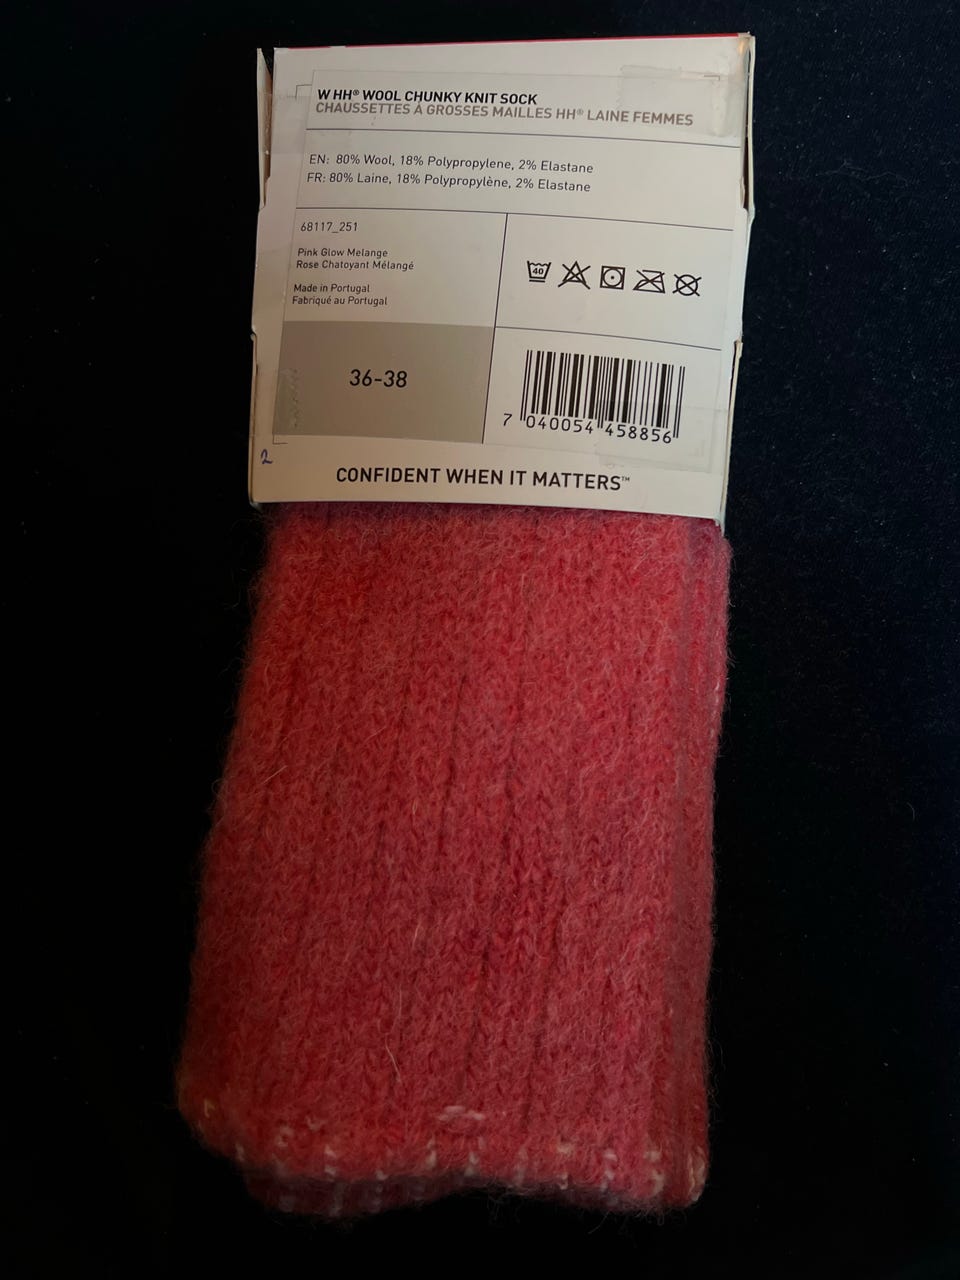 W HH® WOOL CHUNKY KNIT SOCK
CHAUSSETTES À GROSSES MAILLES HH® LAINE FEMMES
EN: 80% Wool, 18% Polypropylene, 2% Elastane
FR: 80% Laine, 18% Polypropylène, 2% Elastane
68117_251
Pink Glow Melange
Rose Chatoyant Mélangé
Made in Portugal
Fabriqué au Portugal
40
36-38
7 040054 458856
2
CONFIDENT WHEN IT MATTERS™